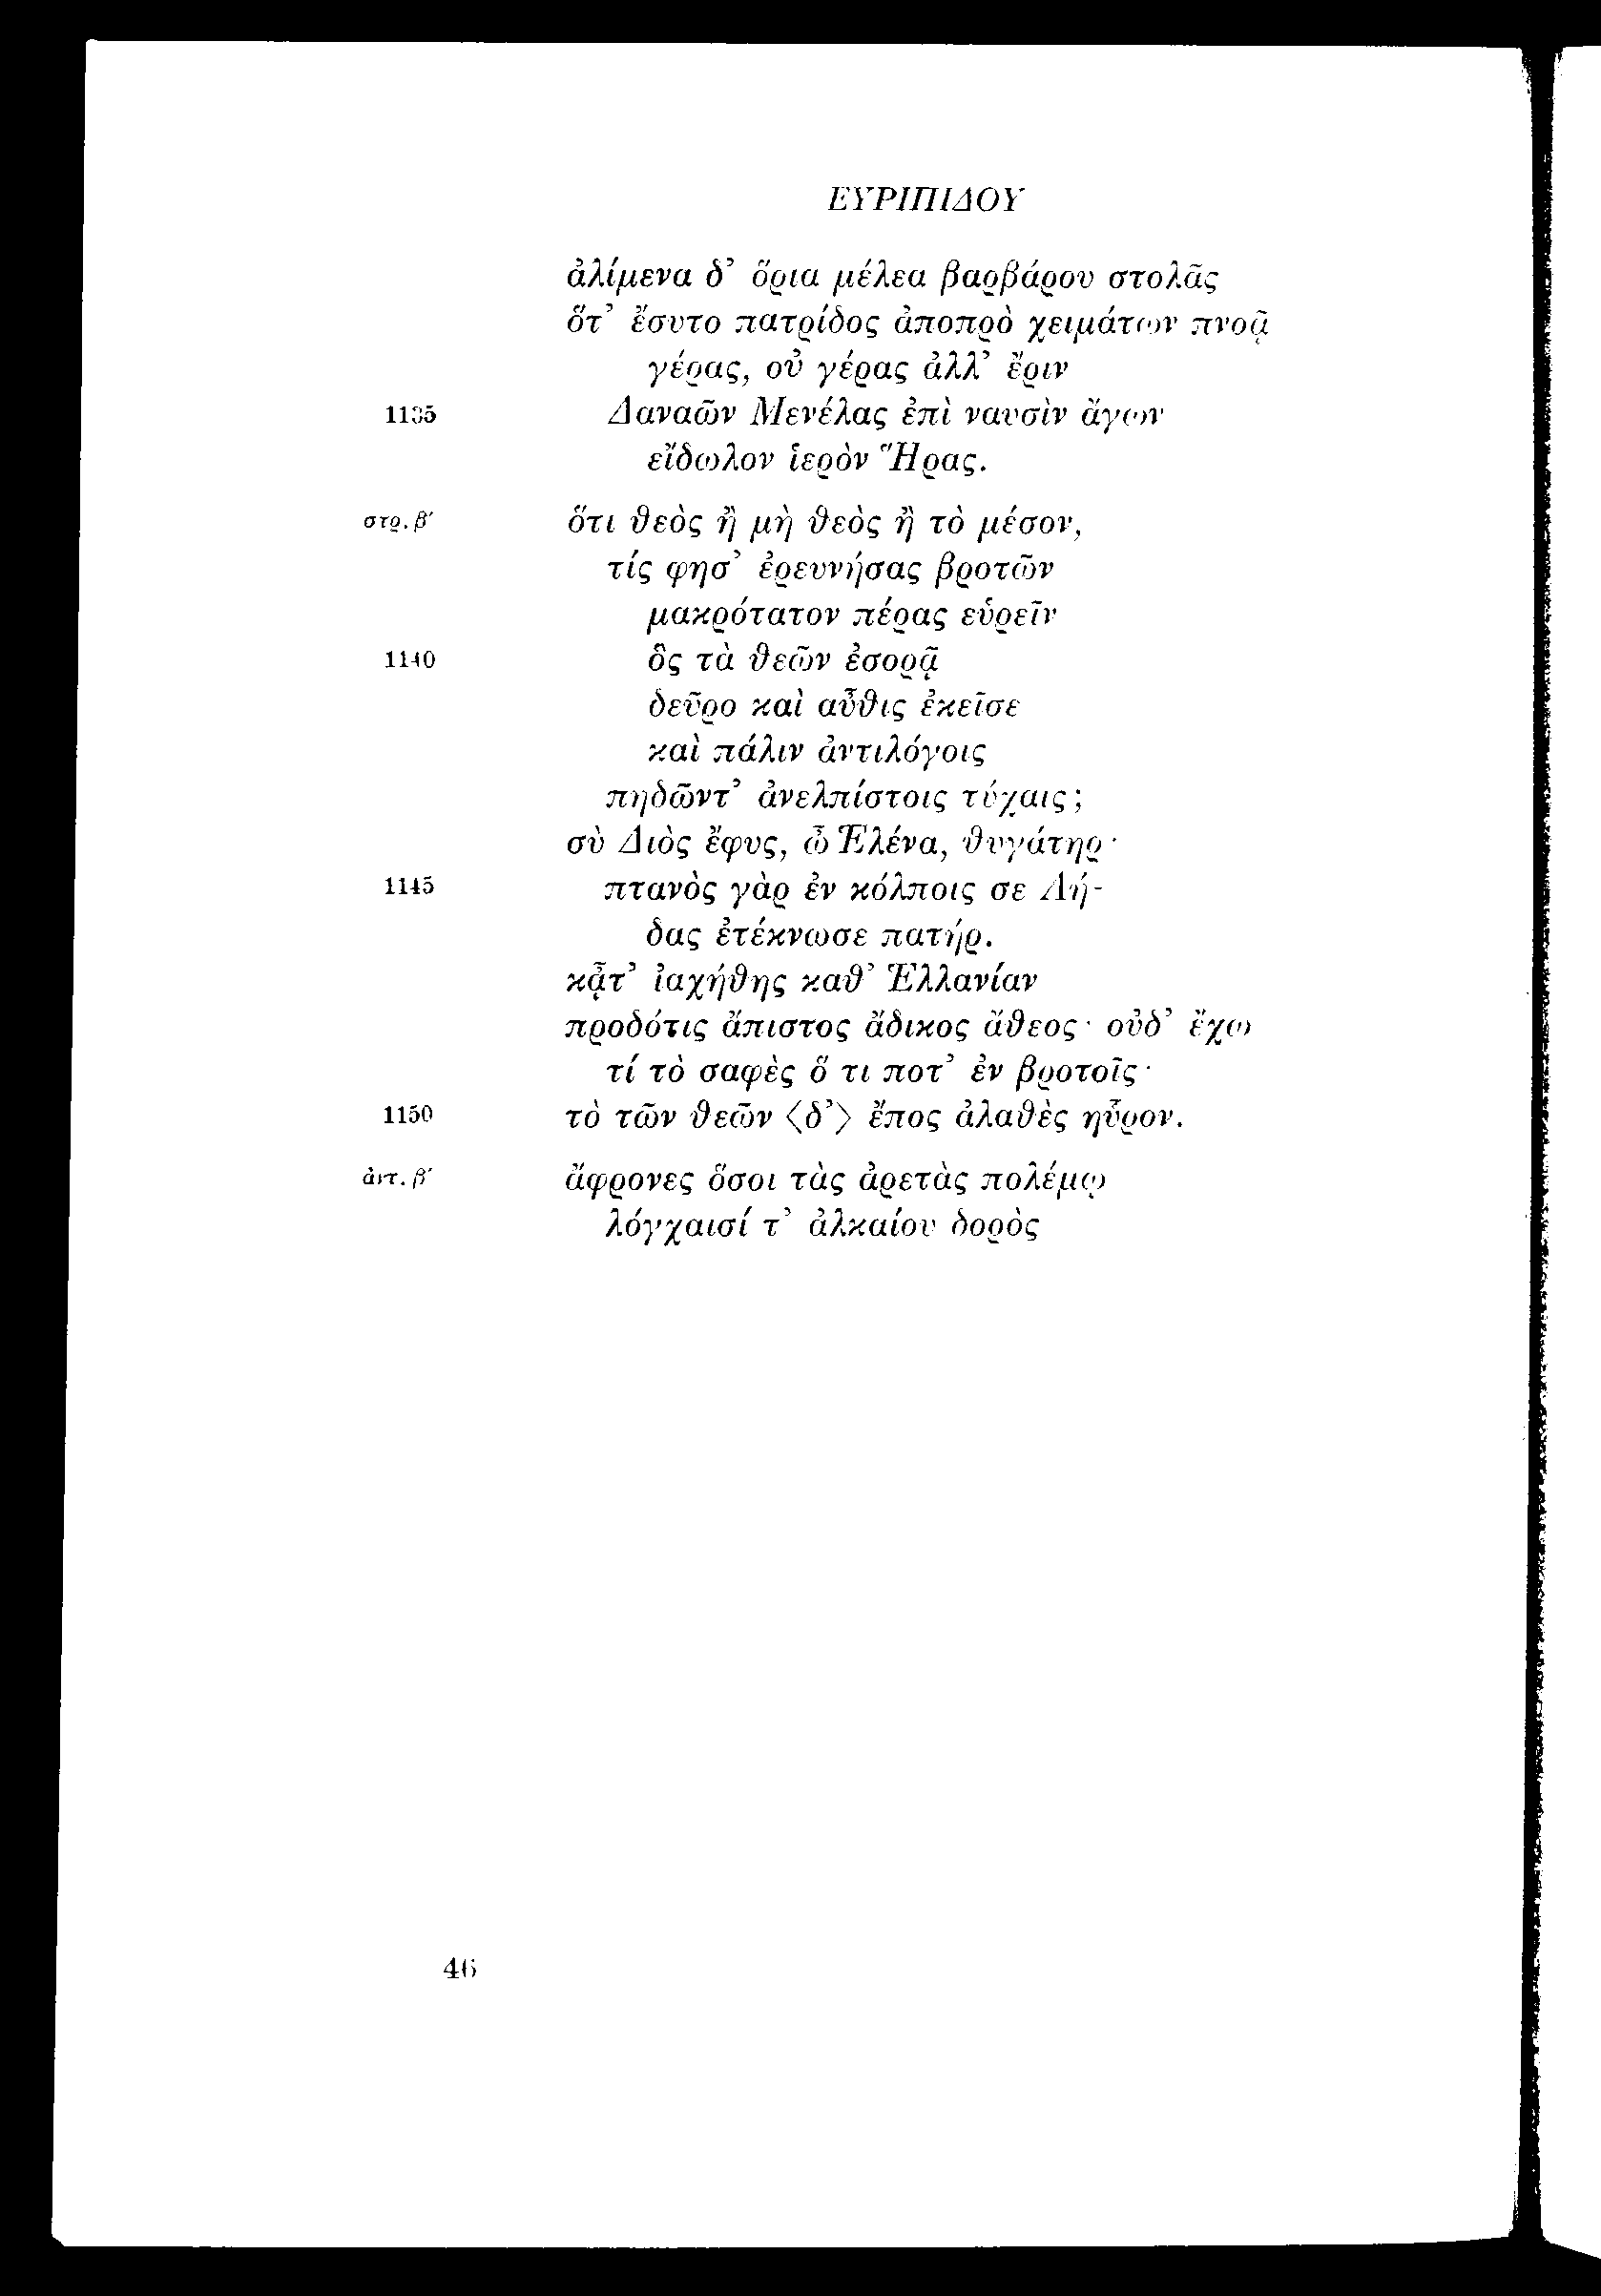 ΕΥΡΙΠΙΔΟΥ
ἀλίμενα δ’ ὅρια μέλεα βαρβάρου στολᾶς
ὅτ’ ἔσυτο πατρίδος ἀποπρὸ χειμάτων πνοᾷ
γέρας, οὐ γέρας ἀλλ’ ἔριν
1135 Δαναῶν Μενέλας ἐπὶ ναυσὶν ἄγων
εἴδωλον ἱερὸν Ἥρας.
στρ. β′ ὅτι θεὸς ἢ μὴ θεὸς ἢ τὸ μέσον,
τίς φησ’ ἐρευνήσας βροτῶν
μακρότατον πέρας εὑρεῖν
1140 ὃς τὰ θεῶν ἐσορᾷ
δεῦρο καὶ αὖθις ἐκεῖσε
καὶ πάλιν ἀντιλόγοις
πηδῶντ’ ἀνελπίστοις τύχαις;
σὺ Διὸς ἔφυς, ὦ Ἑλένα, θυγάτηρ·
1145 πτανὸς γὰρ ἐν κόλποις σε Λή-
δας ἐτέκνωσε πατήρ.
κᾆτ’ ἰαχήθης καθ’ Ἑλλανίαν
προδότις ἄπιστος ἄδικος ἄθεος· οὐδ’ ἔχω
τί τὸ σαφὲς ὅ τι ποτ’ ἐν βροτοῖς·
1150 τὸ τῶν θεῶν ⟨δ’⟩ ἔπος ἀλαθὲς ηὗρον.
ἀντ. β′ ἄφρονες ὅσοι τὰς ἀρετὰς πολέμῳ
λόγχαισί τ’ ἀλκαίου δορὸς
46